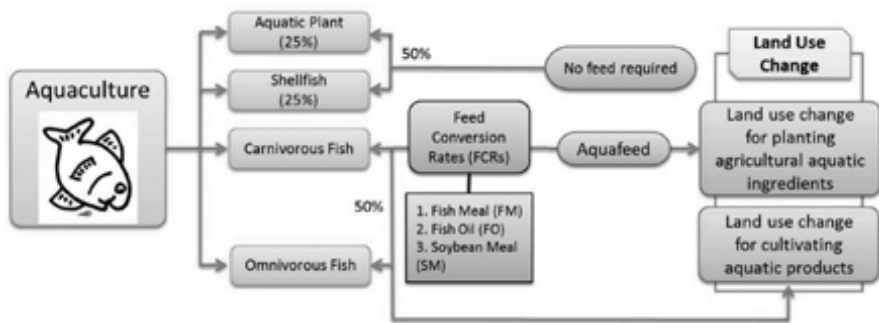 Aquaculture
Aquatic Plant
(25%)
Shellfish
(25%)
Carnivorous Fish
Omnivorous Fish
50%
50%
No feed required
Feed
Conversion
Rates (FCRs)
1. Fish Meal (FM)
2. Fish Oil (FO)
3. Soybean Meal
(SM)
Aquafeed
Land Use
Change
Land use change
for planting
agricultural aquatic
ingredients
Land use change
for cultivating
aquatic products